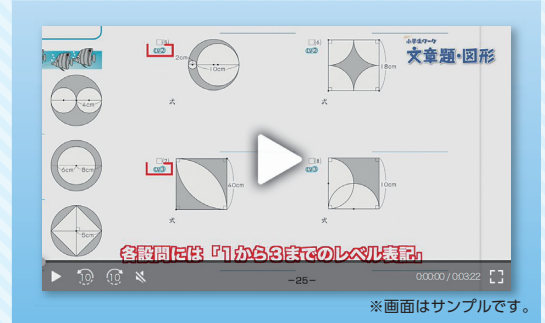 小学生ワーク
文章題・図形
2cm
10cm
18cm
4cm
式
式
6cm
8cm
40cm
10cm
5cm
式
式
各設問には「1から3までのレベル表記」
10
10
-25-
0:00:00 / 0:03:22
※画面はサンプルです。